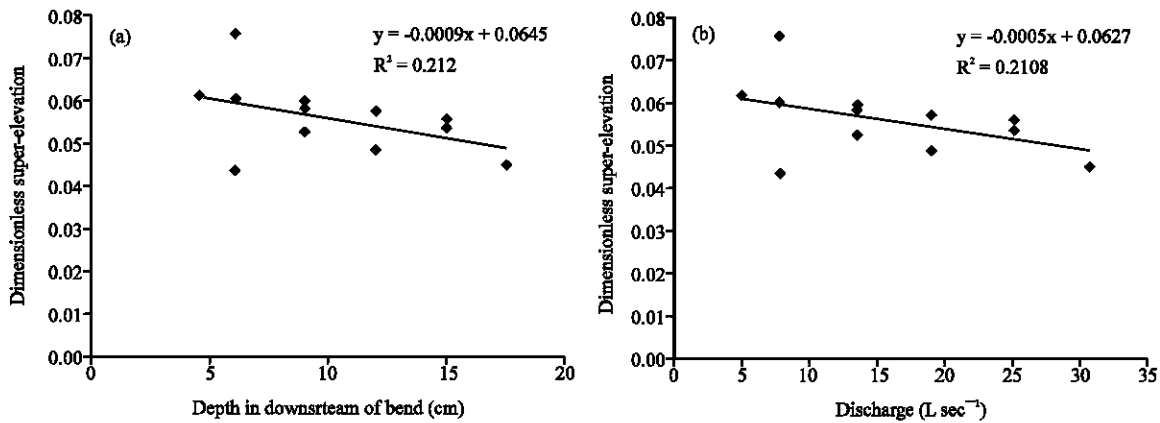 (a)
y = -0.0009x + 0.0645
R² = 0.212
Dimensionless super-elevation
0.08
0.07
0.06
0.05
0.04
0.03
0.02
0.01
0.00
0 5 10 15 20
Depth in downsrteam of bend (cm)
(b)
y = -0.0005x + 0.0627
R² = 0.2108
Dimensionless super-elevation
0.08
0.07
0.06
0.05
0.04
0.03
0.02
0.01
0.00
0 5 10 15 20 25 30 35
Discharge (L sec⁻¹)